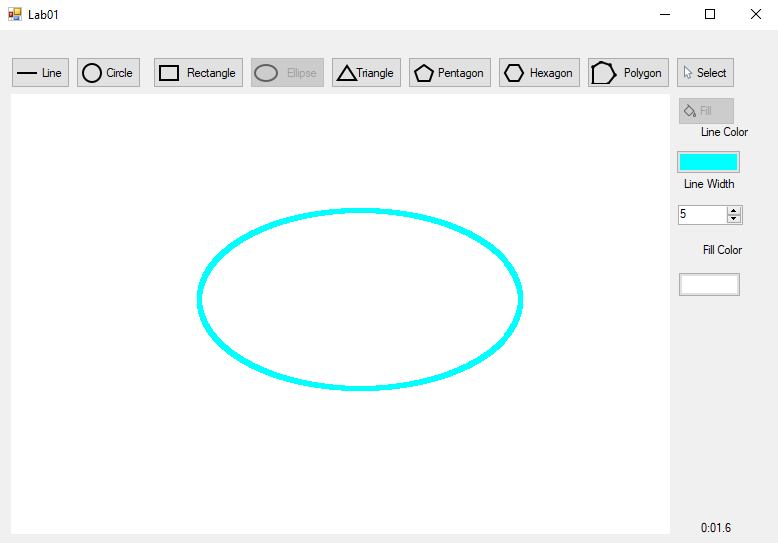 Lab01
Line Circle Rectangle Ellipse Triangle Pentagon Hexagon Polygon Select
Fill
Line Color
Line Width
5
Fill Color
0:01.6